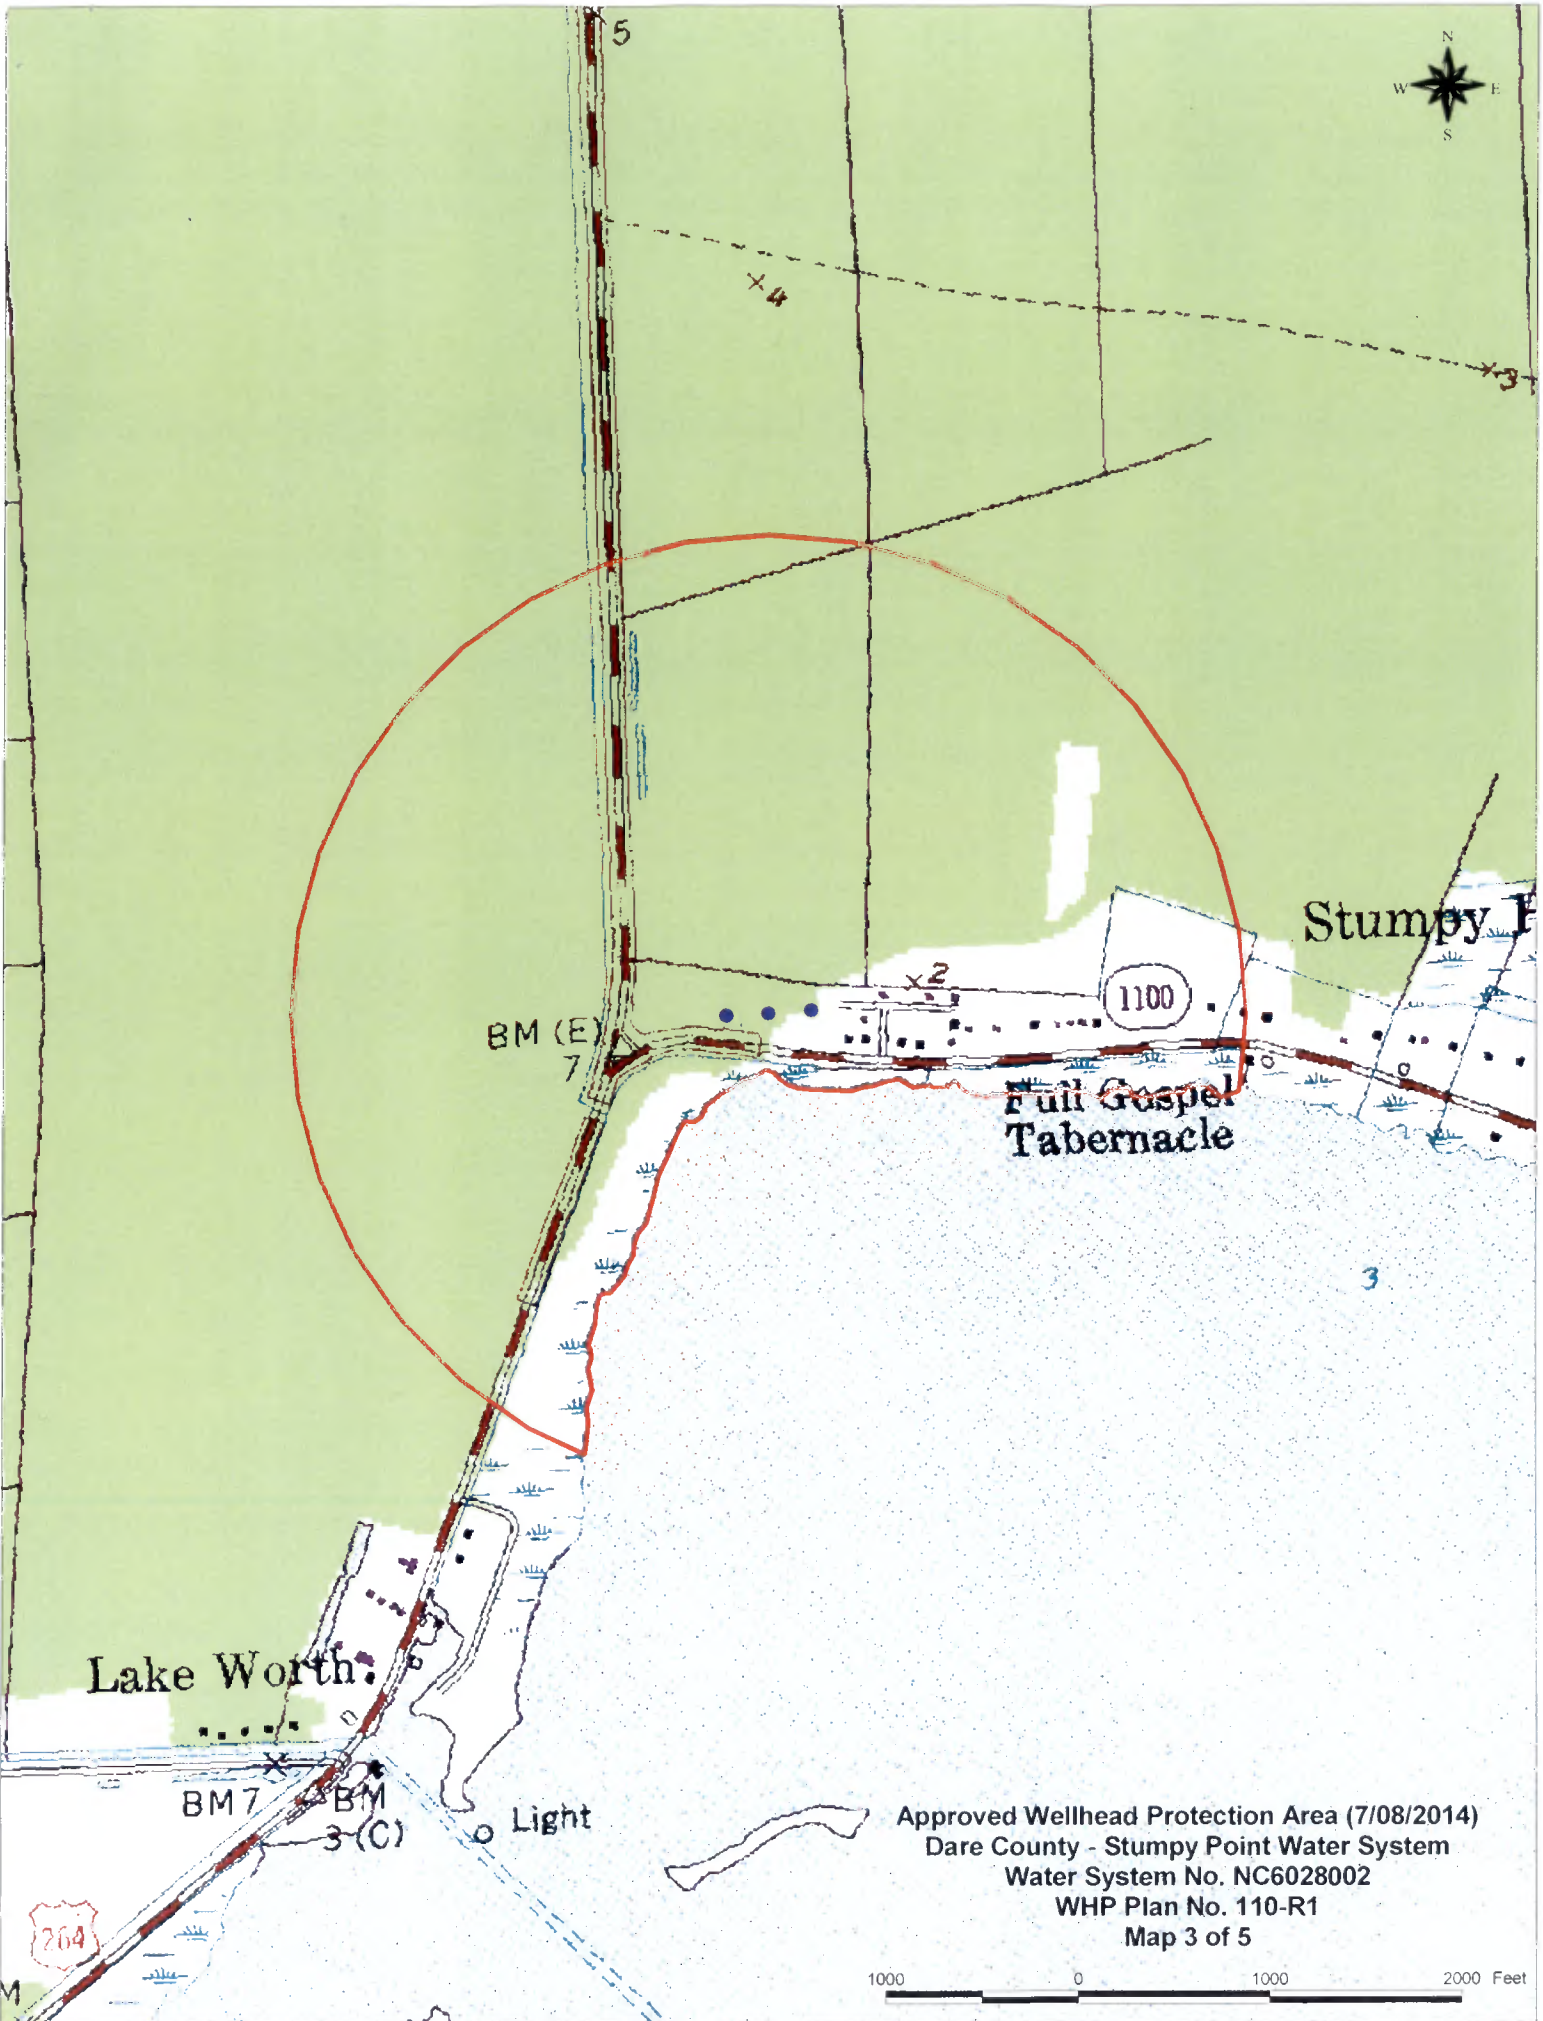 5
N
W E
S
×4
×3
Stumpy P
×2
1100
BM (E)
7
Full Gospel
Tabernacle
3
Lake Worth
BM 7
BM
3 (C)
Light
264
M
Approved Wellhead Protection Area (7/08/2014)
Dare County - Stumpy Point Water System
Water System No. NC6028002
WHP Plan No. 110-R1
Map 3 of 5
1000 0 1000 2000 Feet